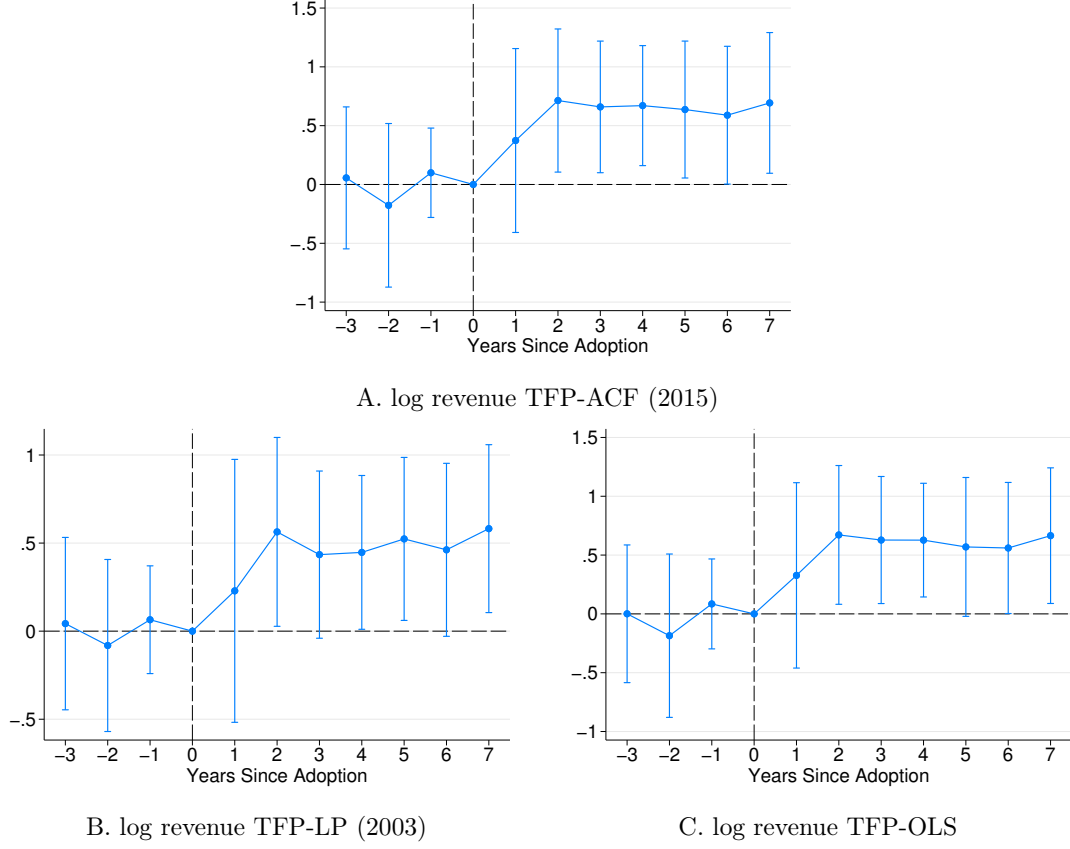 1.5
1
.5
0
−.5
−1
−3 −2 −1 0 1 2 3 4 5 6 7
Years Since Adoption
A. log revenue TFP-ACF (2015)
1
.5
0
−.5
−3 −2 −1 0 1 2 3 4 5 6 7
Years Since Adoption
B. log revenue TFP-LP (2003)
1.5
1
.5
0
−.5
−1
−3 −2 −1 0 1 2 3 4 5 6 7
Years Since Adoption
C. log revenue TFP-OLS